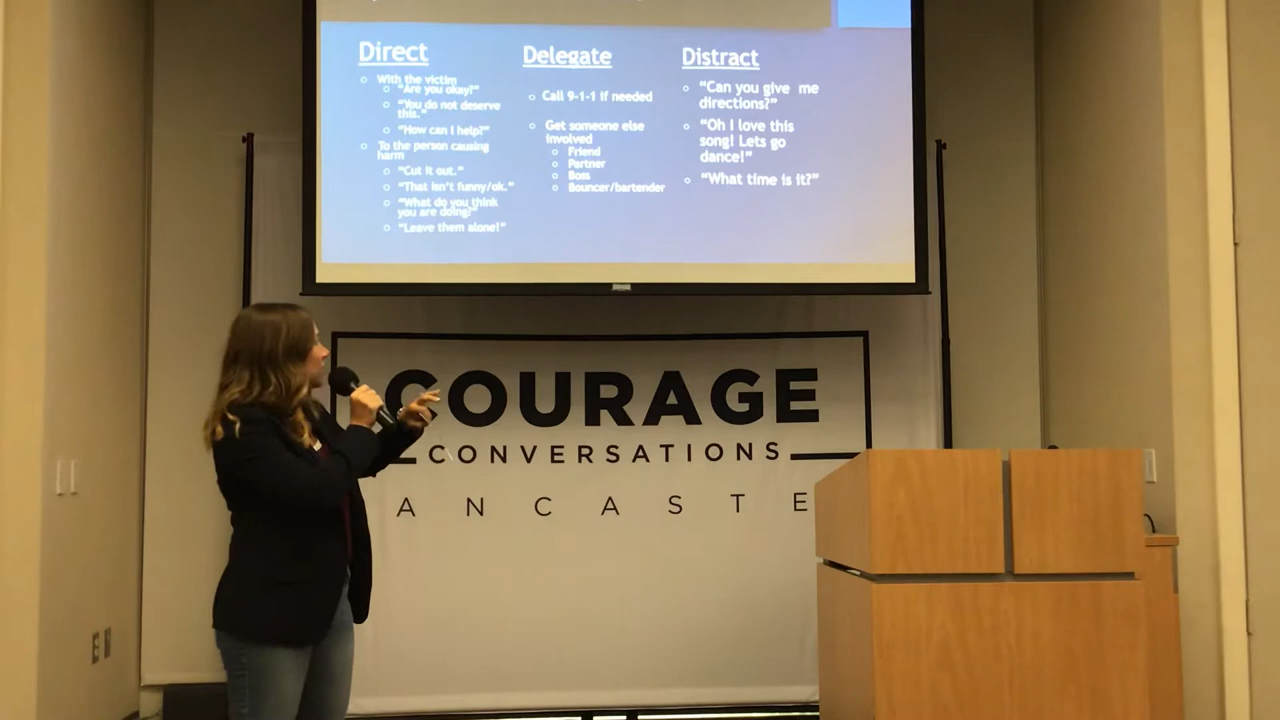 Direct
With the victim
"Are you okay?"
"You do not deserve
this."
"How can I help?"
To the person causing
harm
"Cut it out."
"That isn't funny/ok."
"What do you think
you are doing?"
"Leave them alone!"
Delegate
Call 9-1-1 if needed
Get someone else
involved
Friend
Partner
Boss
Bouncer/bartender
Distract
"Can you give me
directions?"
"Oh I love this
song! Lets go
dance!"
"What time is it?"
COURAGE
CONVERSATIONS
ANCASTE